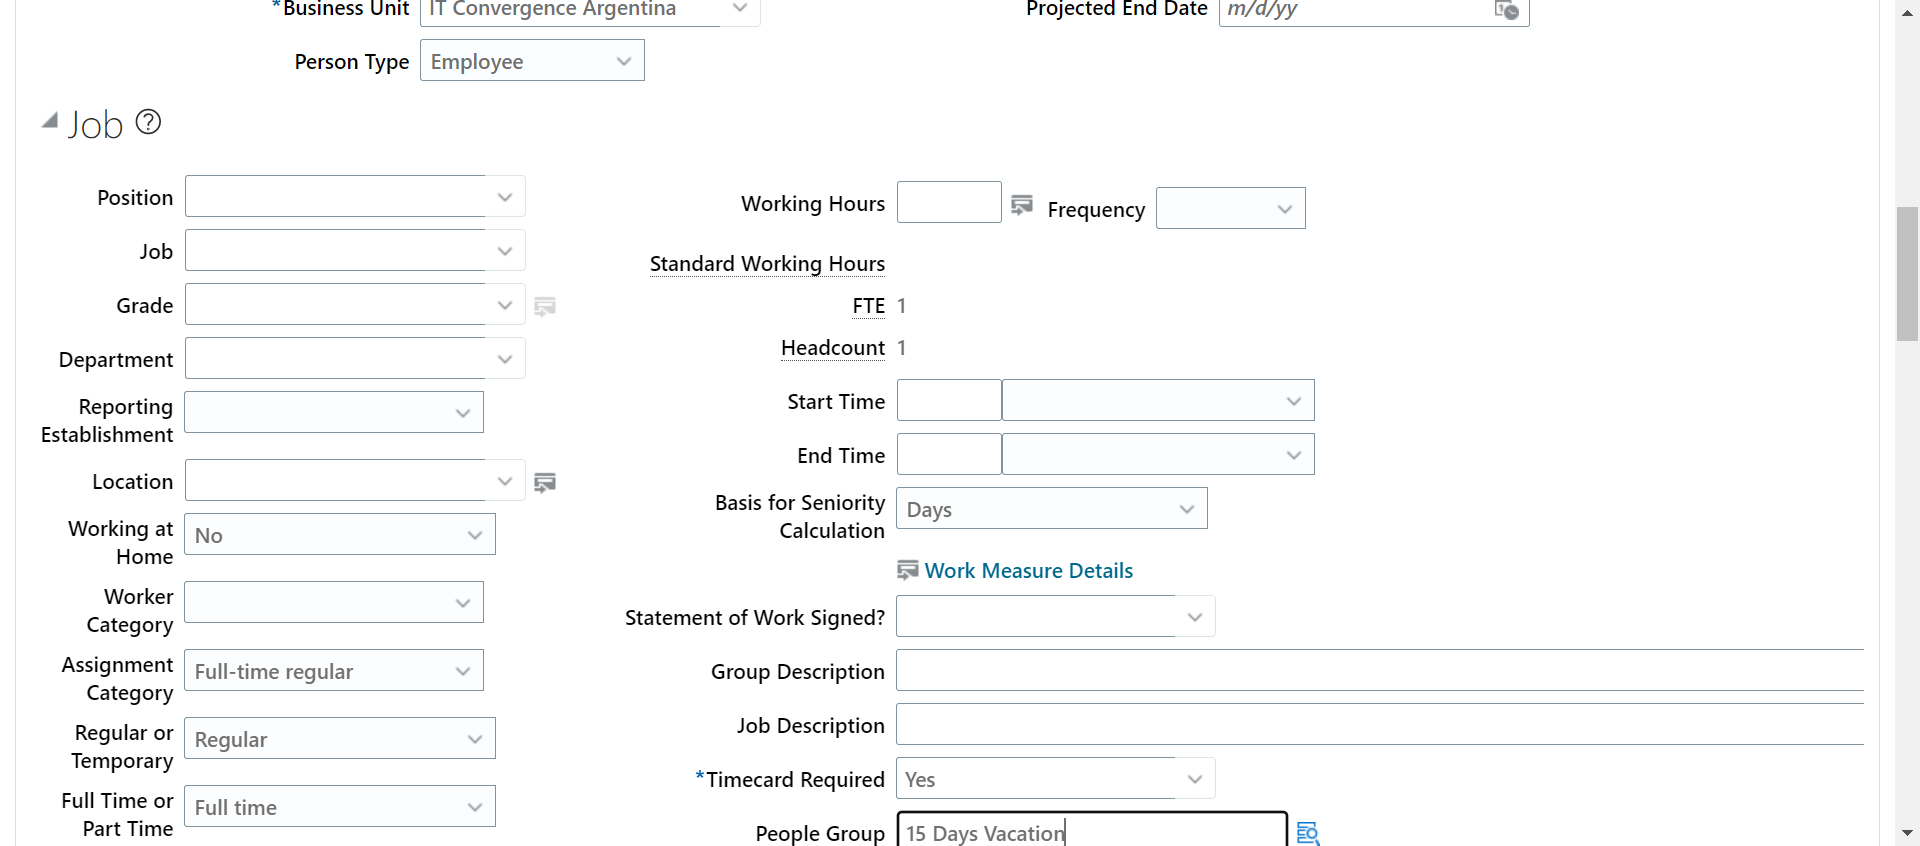 *Business Unit IT Convergence Argentina
Projected End Date m/d/yy
Person Type Employee
Job
Position
Job
Grade
Department
Reporting
Establishment
Location
Working at
Home
No
Worker
Category
Assignment
Category
Full-time regular
Regular or
Temporary
Regular
Full Time or
Part Time
Full time
Working Hours
Frequency
Standard Working Hours
FTE 1
Headcount 1
Start Time
End Time
Basis for Seniority
Calculation
Days
Work Measure Details
Statement of Work Signed?
Group Description
Job Description
*Timecard Required Yes
People Group 15 Days Vacation